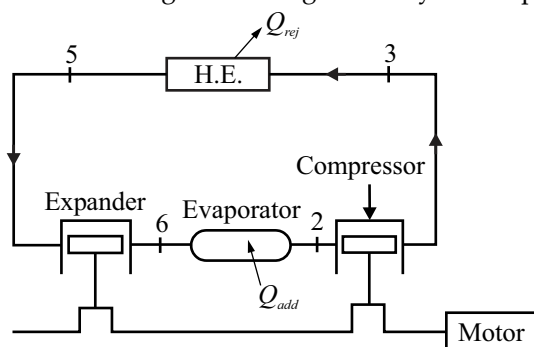 Q_rej
5
3
H.E.
Compressor
Expander
Evaporator
6
2
Q_add
Motor